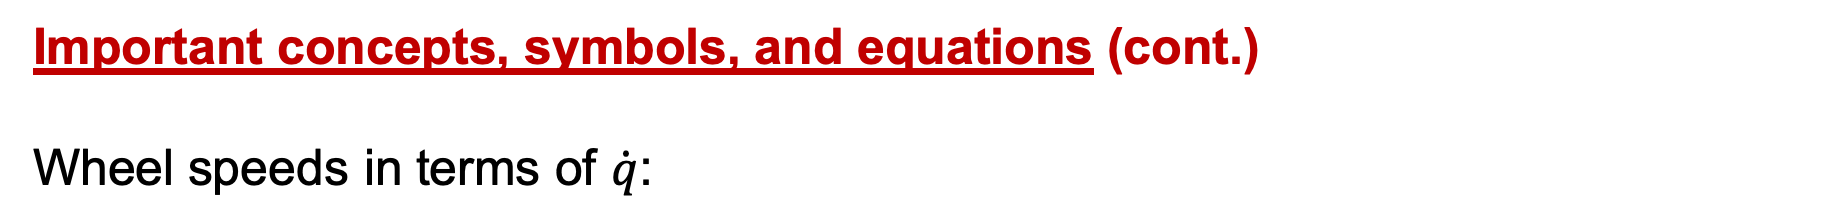 Important concepts, symbols, and equations (cont.)
Wheel speeds in terms of q̇: